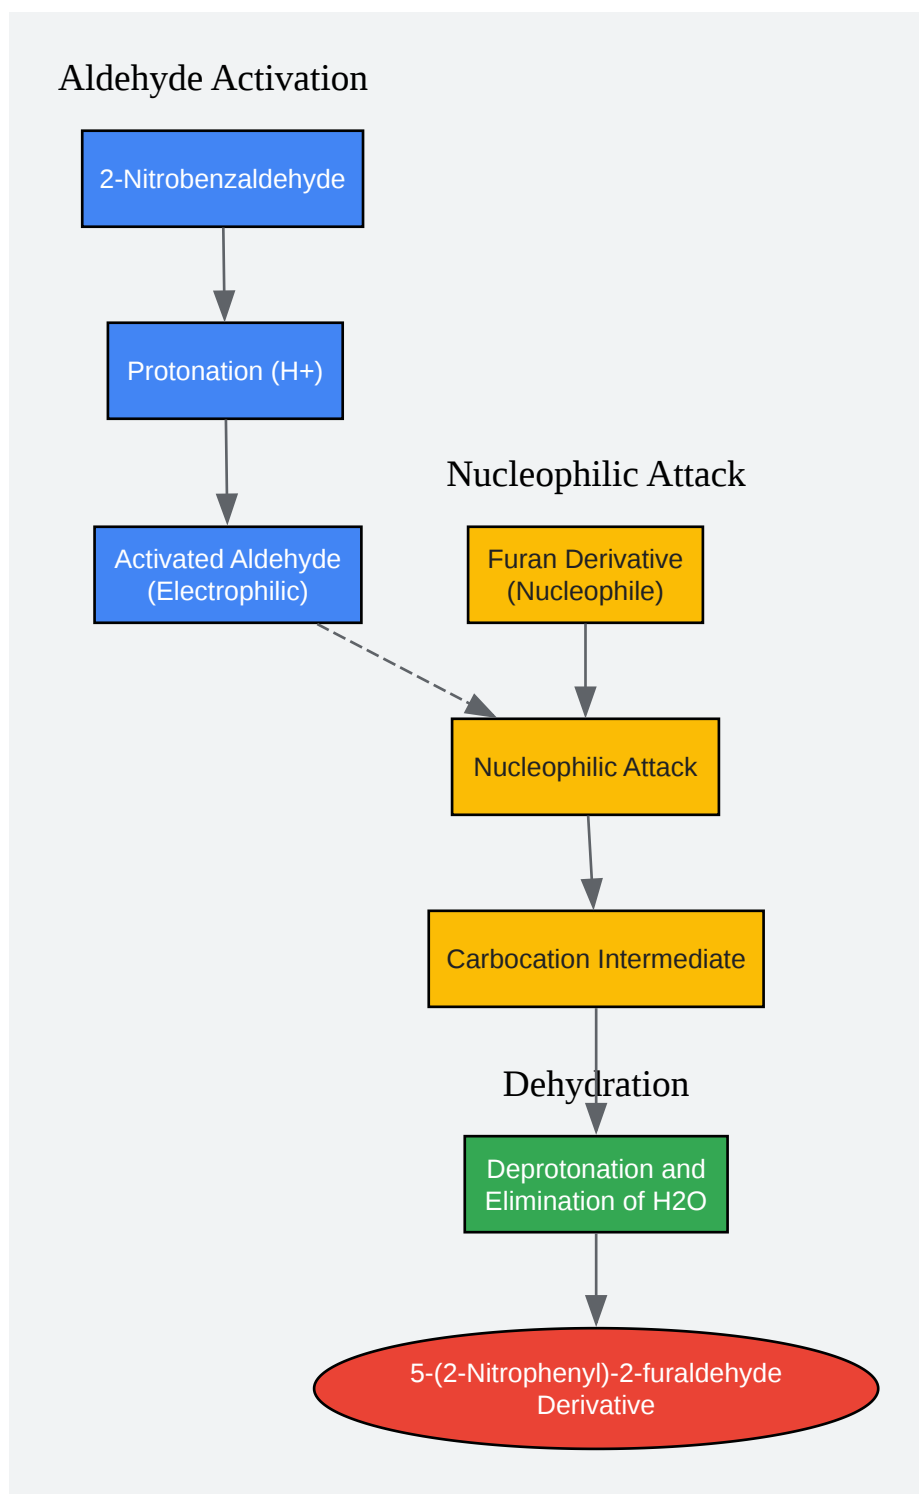 Aldehyde Activation
2-Nitrobenzaldehyde
Protonation (H+)
Activated Aldehyde
(Electrophilic)
Nucleophilic Attack
Furan Derivative
(Nucleophile)
Nucleophilic Attack
Carbocation Intermediate
Dehydration
Deprotonation and
Elimination of H2O
5-(2-Nitrophenyl)-2-furaldehyde
Derivative